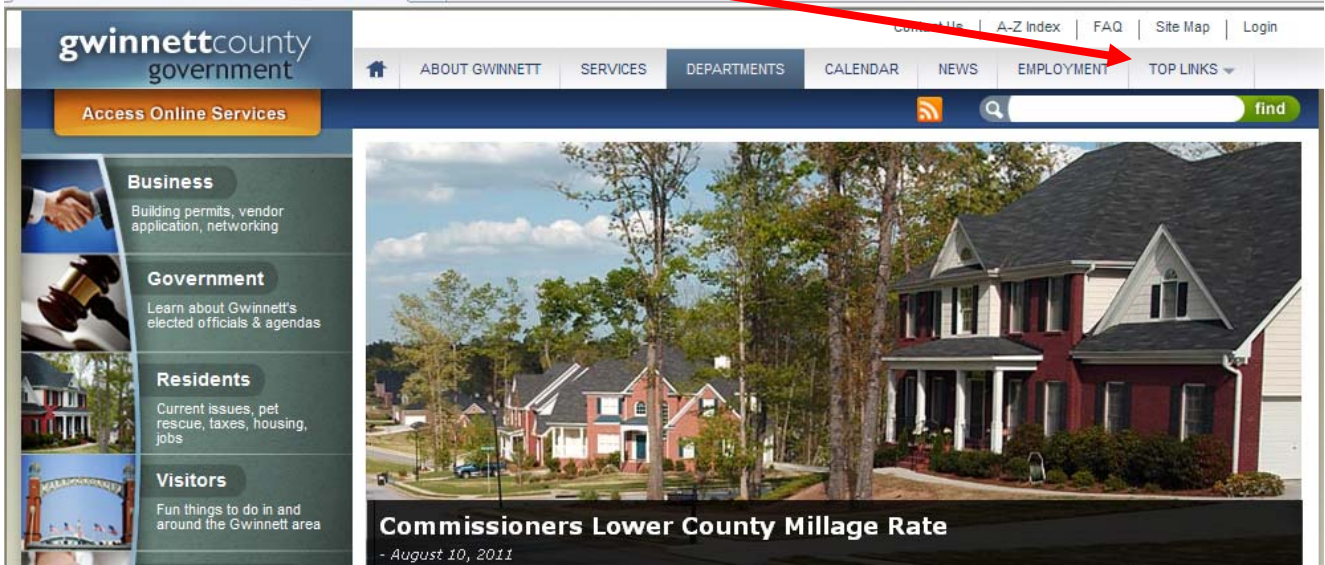 Contact Us | A-Z Index | FAQ | Site Map | Login
gwinnettcounty
government
ABOUT GWINNETT SERVICES DEPARTMENTS CALENDAR NEWS EMPLOYMENT TOP LINKS
Access Online Services
find
Business
Building permits, vendor
application, networking
Government
Learn about Gwinnett's
elected officials & agendas
Residents
Current issues, pet
rescue, taxes, housing,
jobs
Visitors
Fun things to do in and
around the Gwinnett area
Commissioners Lower County Millage Rate
- August 10, 2011